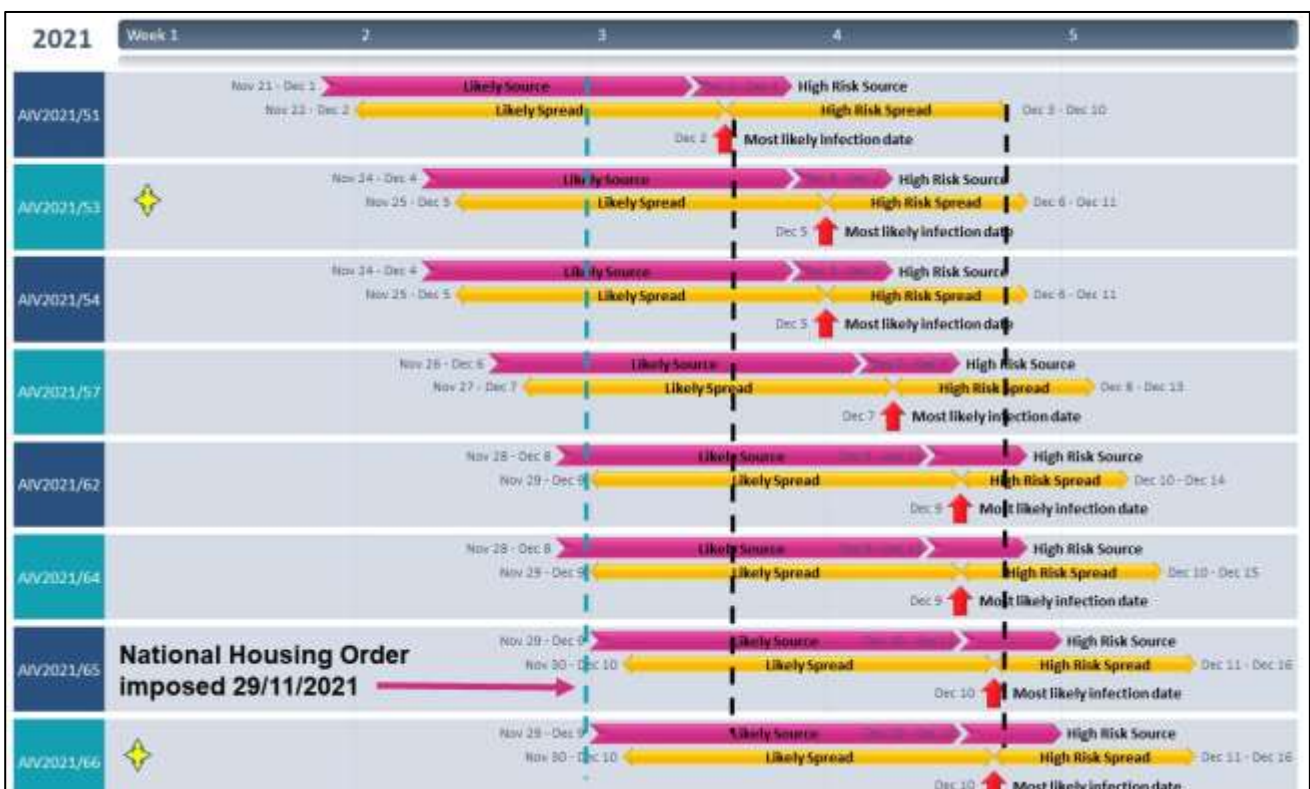 2021 Week 1 2 3 4 5
Nov 21 - Dec 1 Likely Source High Risk Source
AIV2021/51 Nov 22 - Dec 2 Likely Spread High Risk Spread Dec 3 - Dec 10
Dec 2 Most likely infection date
Nov 24 - Dec 4 Likely Source High Risk Source
AIV2021/53 Nov 25 - Dec 5 Likely Spread High Risk Spread Dec 6 - Dec 11
Dec 5 Most likely infection date
Nov 24 - Dec 4 Likely Source High Risk Source
AIV2021/54 Nov 25 - Dec 5 Likely Spread High Risk Spread Dec 6 - Dec 11
Dec 5 Most likely infection date
Nov 26 - Dec 6 Likely Source High Risk Source
AIV2021/57 Nov 27 - Dec 7 Likely Spread High Risk Spread Dec 8 - Dec 13
Dec 7 Most likely infection date
Nov 28 - Dec 8 Likely Source High Risk Source
AIV2021/62 Nov 29 - Dec 9 Likely Spread High Risk Spread Dec 10 - Dec 14
Dec 9 Most likely infection date
Nov 28 - Dec 8 Likely Source High Risk Source
AIV2021/64 Nov 29 - Dec 9 Likely Spread High Risk Spread Dec 10 - Dec 15
Dec 9 Most likely infection date
Nov 29 - Dec 9 Likely Source High Risk Source
AIV2021/65 Nov 30 - Dec 10 Likely Spread High Risk Spread Dec 11 - Dec 16
Dec 10 Most likely infection date
National Housing Order
imposed 29/11/2021
Nov 29 - Dec 9 Likely Source High Risk Source
AIV2021/66 Nov 30 - Dec 10 Likely Spread High Risk Spread Dec 11 - Dec 16
Dec 10 Most likely infection date